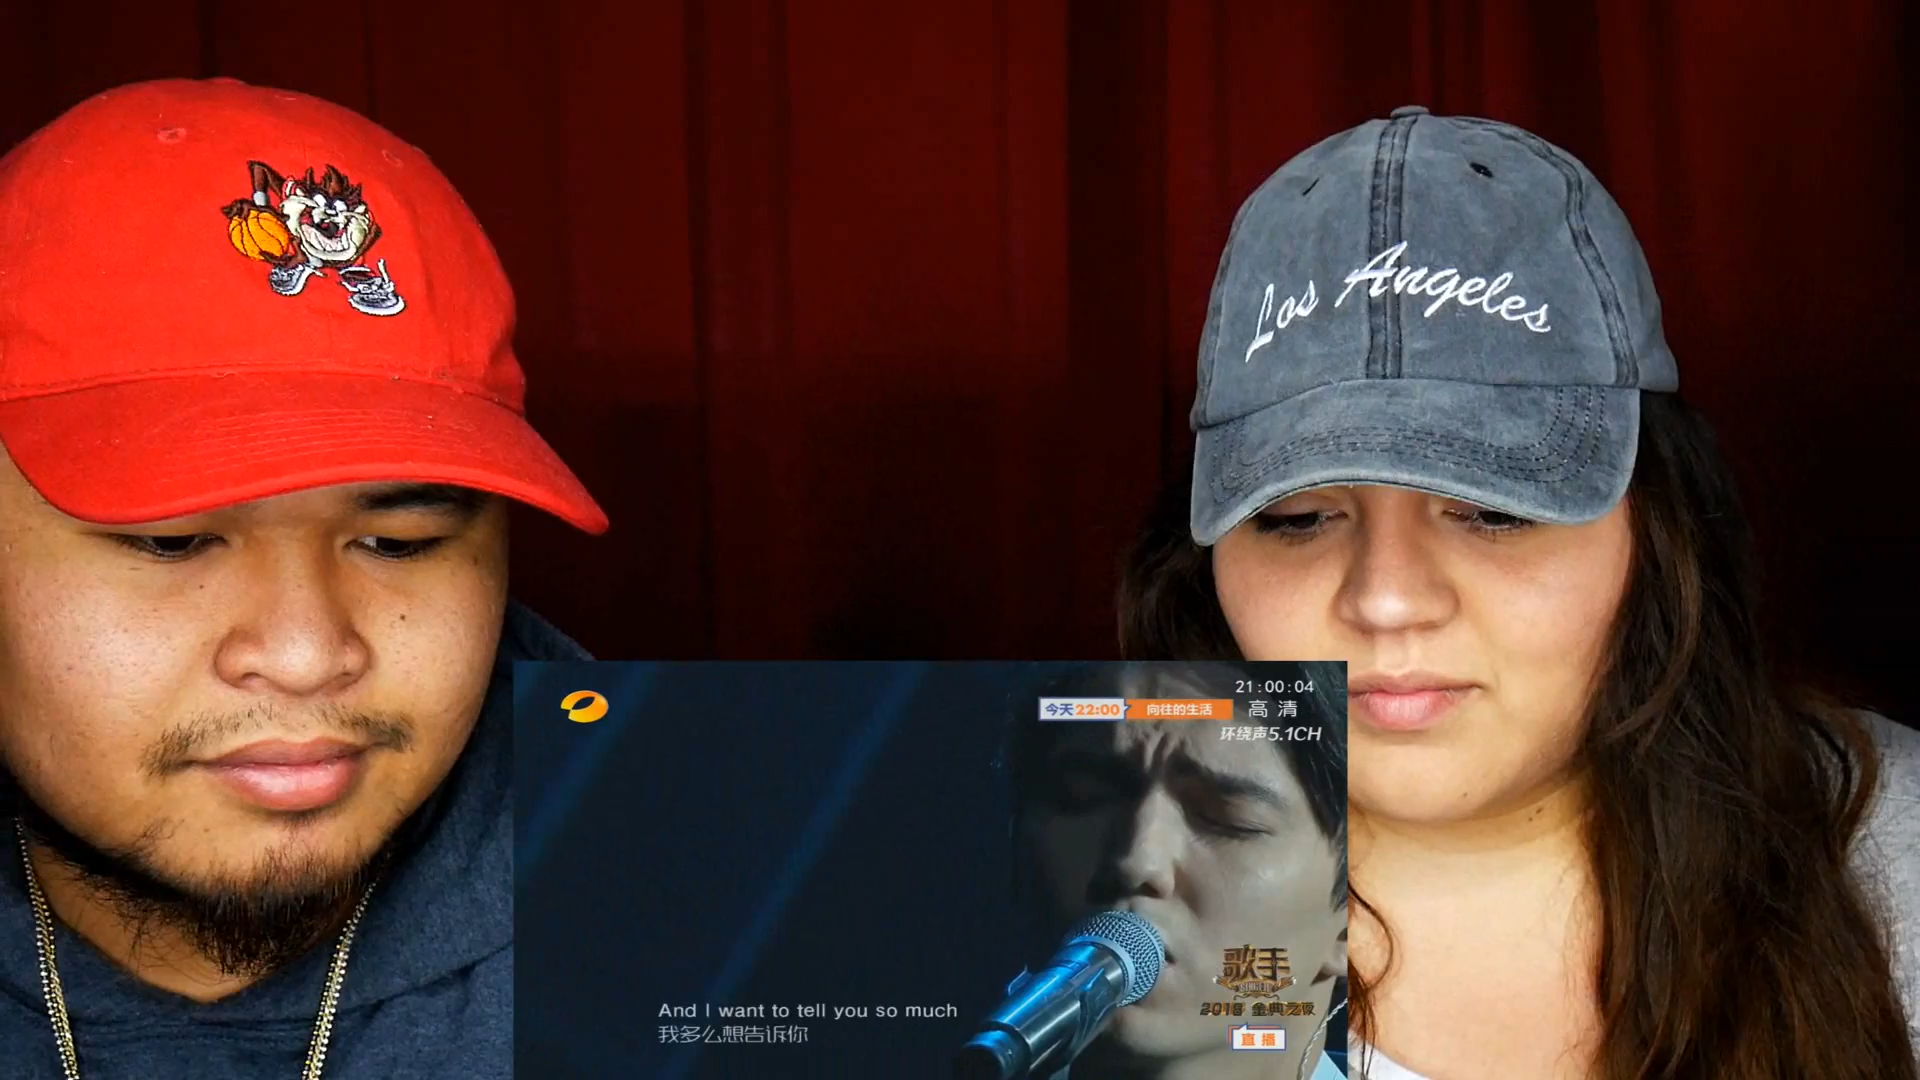 Los Angeles
21:00:04
今天22:00 向往的生活
高清
环绕声5.1CH
歌手
2018 金典之夜
直播
And I want to tell you so much
我多么想告诉你